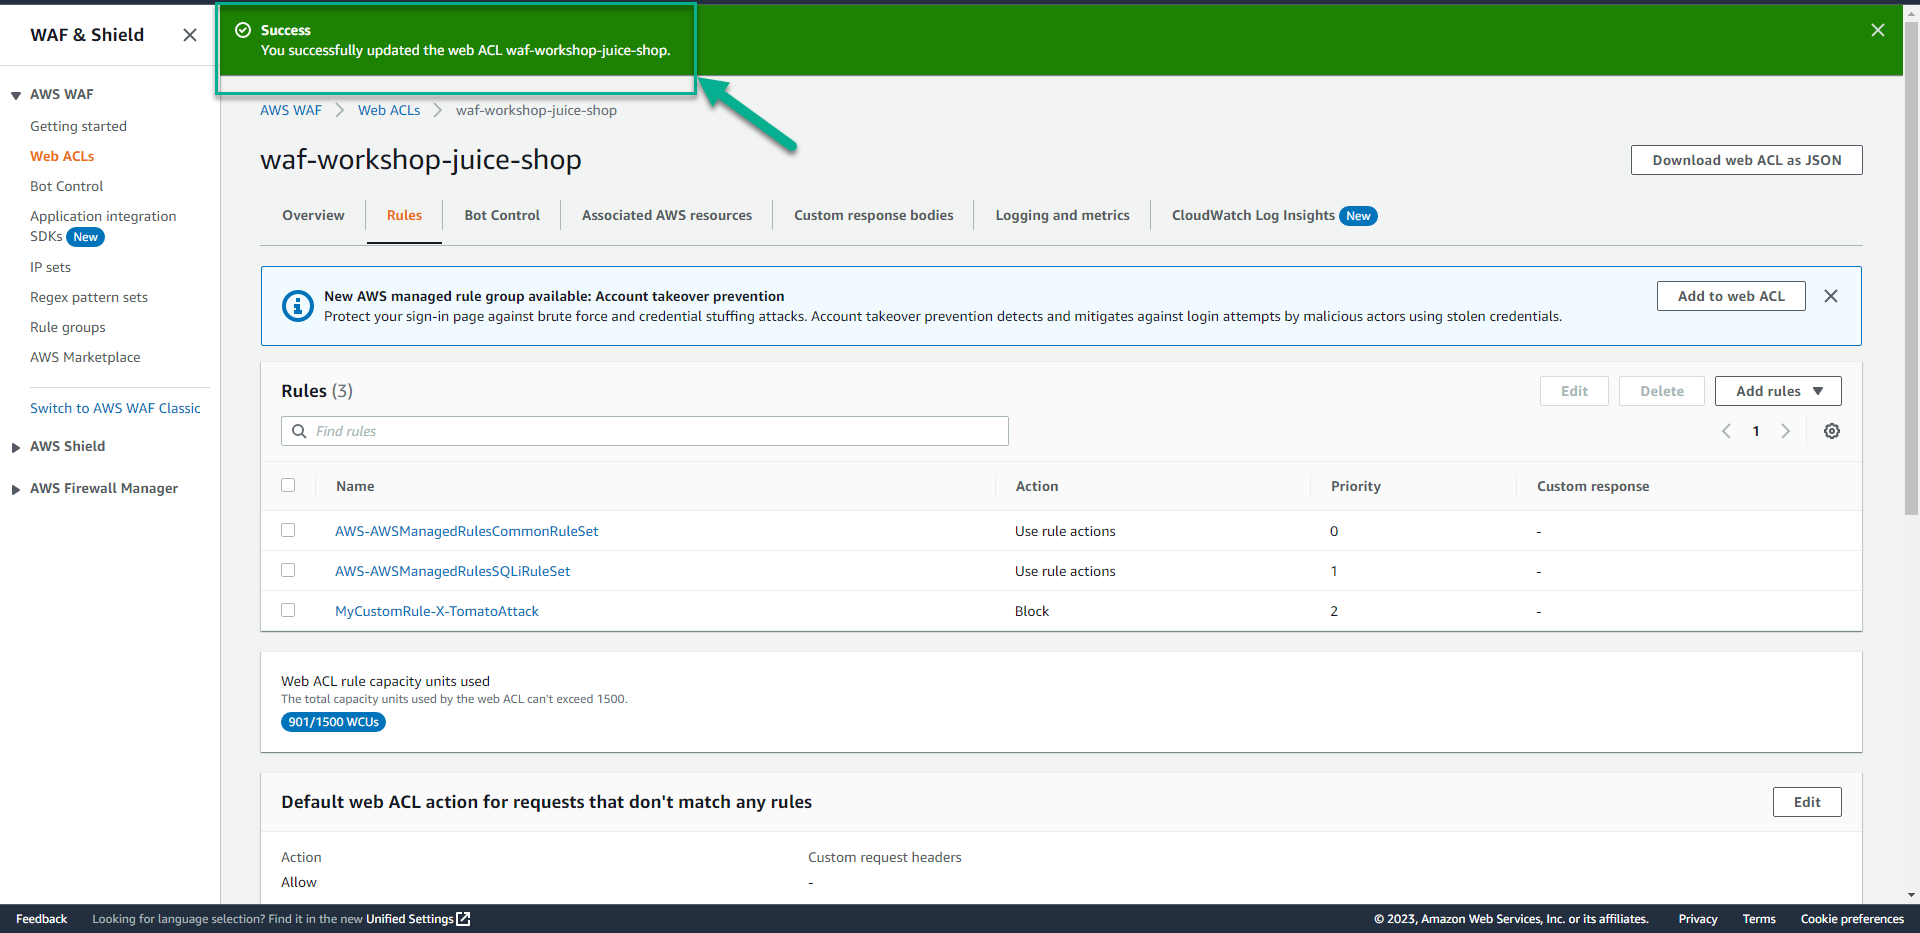 WAF & Shield
AWS WAF
Getting started
Web ACLs
Bot Control
Application integration
SDKs New
IP sets
Regex pattern sets
Rule groups
AWS Marketplace
Switch to AWS WAF Classic
AWS Shield
AWS Firewall Manager
Success
You successfully updated the web ACL waf-workshop-juice-shop.
AWS WAF Web ACLs waf-workshop-juice-shop
waf-workshop-juice-shop
Download web ACL as JSON
Overview Rules Bot Control Associated AWS resources Custom response bodies Logging and metrics CloudWatch Log Insights New
New AWS managed rule group available: Account takeover prevention
Protect your sign-in page against brute force and credential stuffing attacks. Account takeover prevention detects and mitigates against login attempts by malicious actors using stolen credentials.
Add to web ACL
Rules (3)
Edit Delete Add rules
Find rules
1
Name Action Priority Custom response
AWS-AWSManagedRulesCommonRuleSet Use rule actions 0 -
AWS-AWSManagedRulesSQLiRuleSet Use rule actions 1 -
MyCustomRule-X-TomatoAttack Block 2 -
Web ACL rule capacity units used
The total capacity units used by the web ACL can't exceed 1500.
901/1500 WCUs
Default web ACL action for requests that don't match any rules
Edit
Action Custom request headers
Allow -
Feedback Looking for language selection? Find it in the new Unified Settings © 2023, Amazon Web Services, Inc. or its affiliates. Privacy Terms Cookie preferences